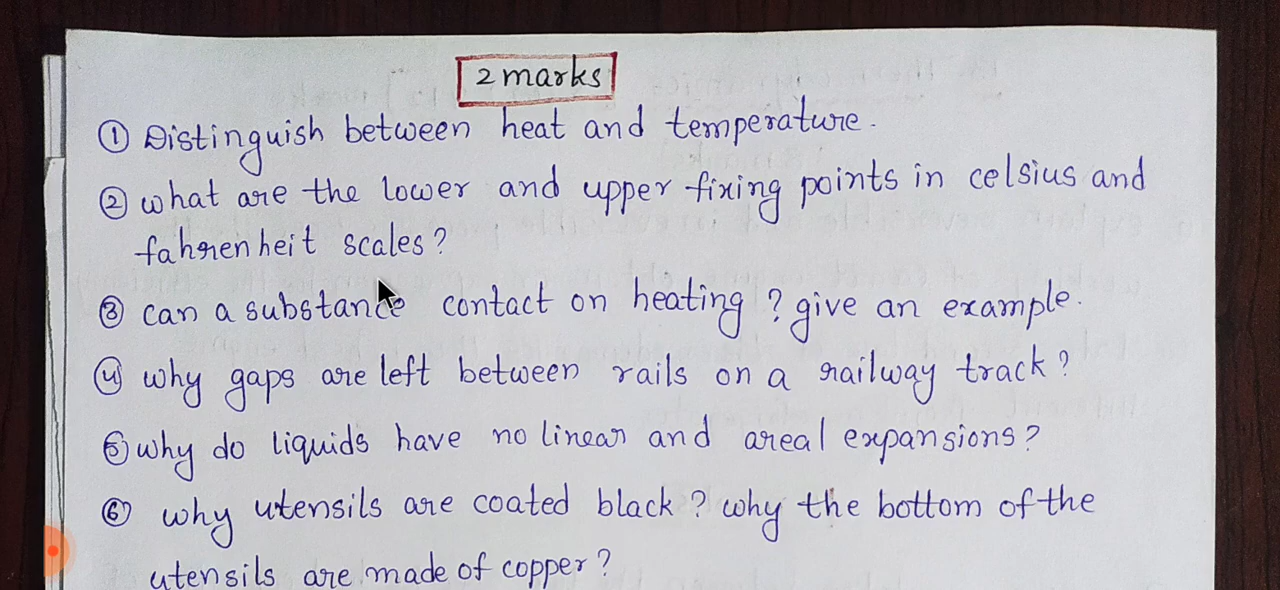 2 marks
① Distinguish between heat and temperature.
② what are the lower and upper fixing points in celsius and
fahrenheit scales?
③ can a substance contact on heating? give an example.
④ why gaps are left between rails on a railway track?
⑤ why do liquids have no linear and areal expansions?
⑥ why utensils are coated black? why the bottom of the
utensils are made of copper?